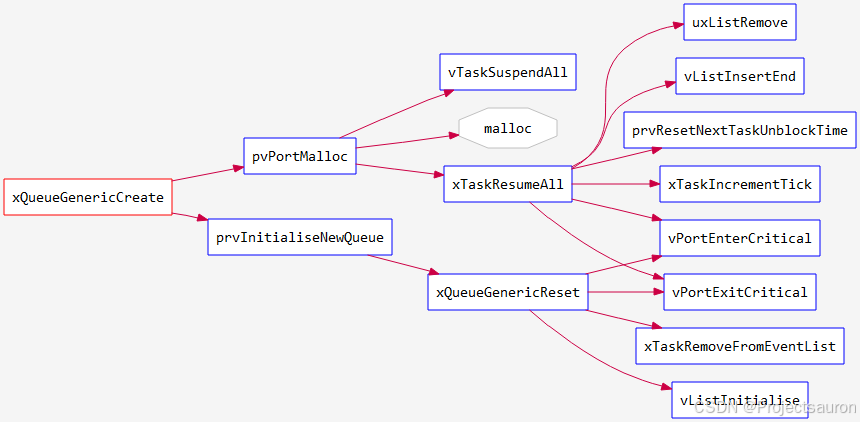 uxListRemove
vTaskSuspendAll
vListInsertEnd
malloc
prvResetNextTaskUnblockTime
pvPortMalloc
xTaskResumeAll
xTaskIncrementTick
xQueueGenericCreate
prvInitialiseNewQueue
vPortEnterCritical
xQueueGenericReset
vPortExitCritical
xTaskRemoveFromEventList
vListInitialise
CSDN @Projectsauron